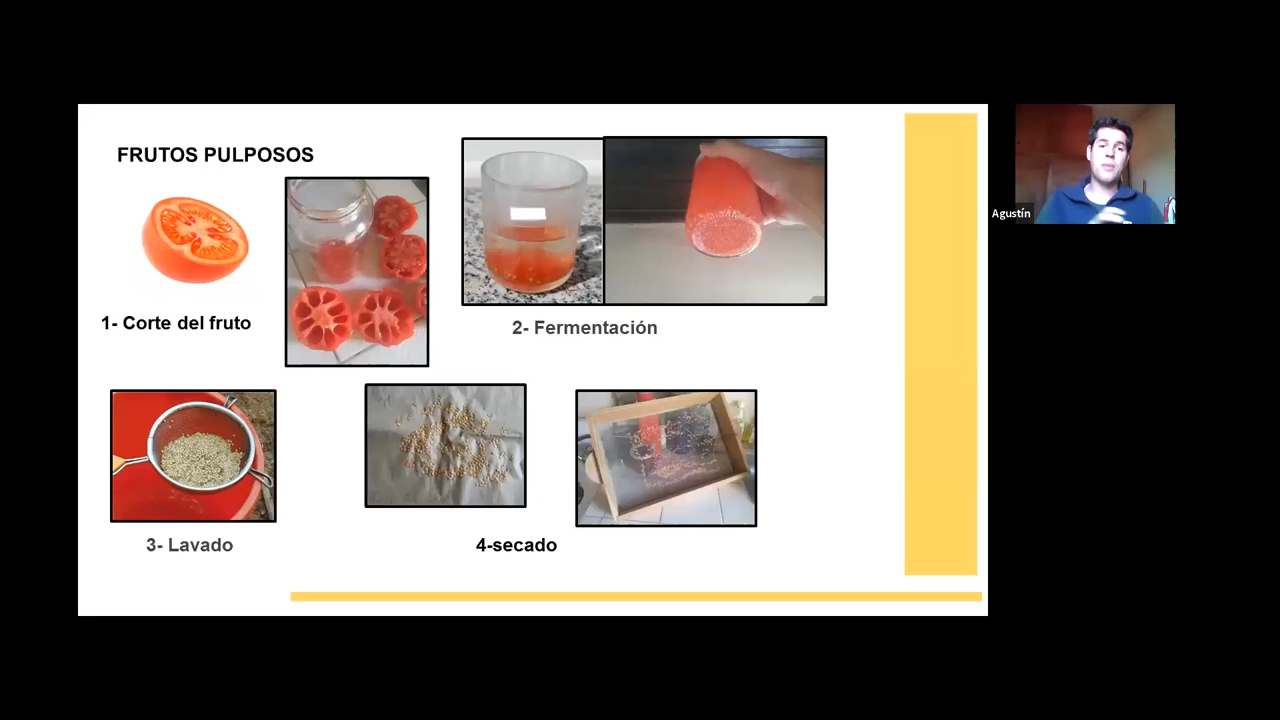 FRUTOS PULPOSOS
1- Corte del fruto
2- Fermentación
3- Lavado
4-secado
Agustín